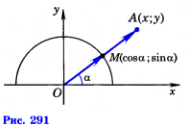 y
A(x; y)
M(cosα; sinα)
α
O
x
Рис. 291